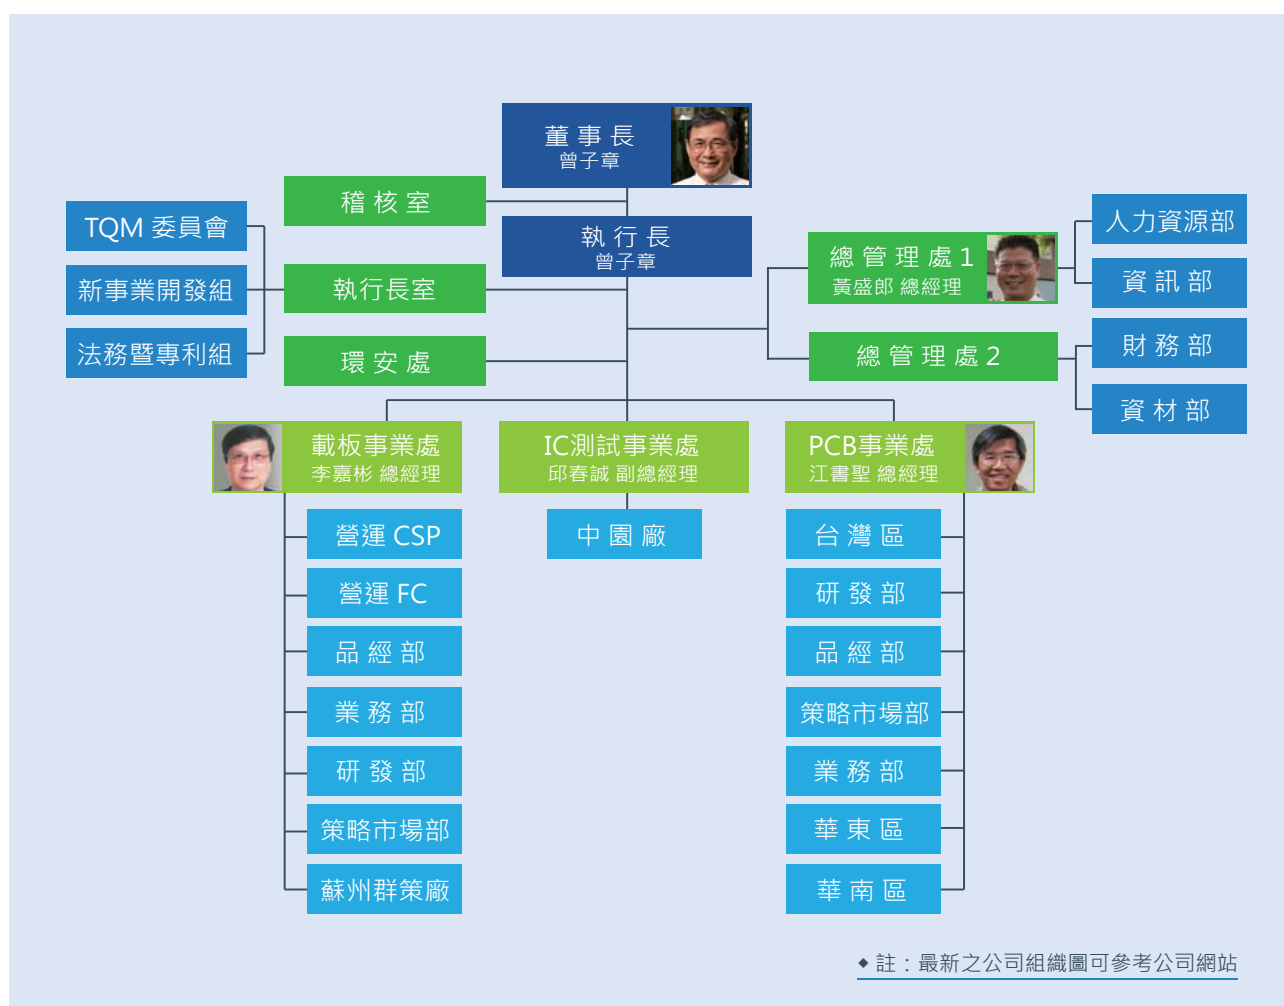 董事長
曾子章
稽核室
執行長
曾子章
TQM 委員會
新事業開發組
法務暨專利組
執行長室
環安處
總管理處1
黃盛郎 總經理
人力資源部
資訊部
總管理處2
財務部
資材部
載板事業處
李嘉彬 總經理
IC測試事業處
邱春誠 副總經理
PCB事業處
江書聖 總經理
營運 CSP
營運 FC
品經部
業務部
研發部
策略市場部
蘇州群策廠
中園廠
台灣區
研發部
品經部
策略市場部
業務部
華東區
華南區
◆ 註：最新之公司組織圖可參考公司網站